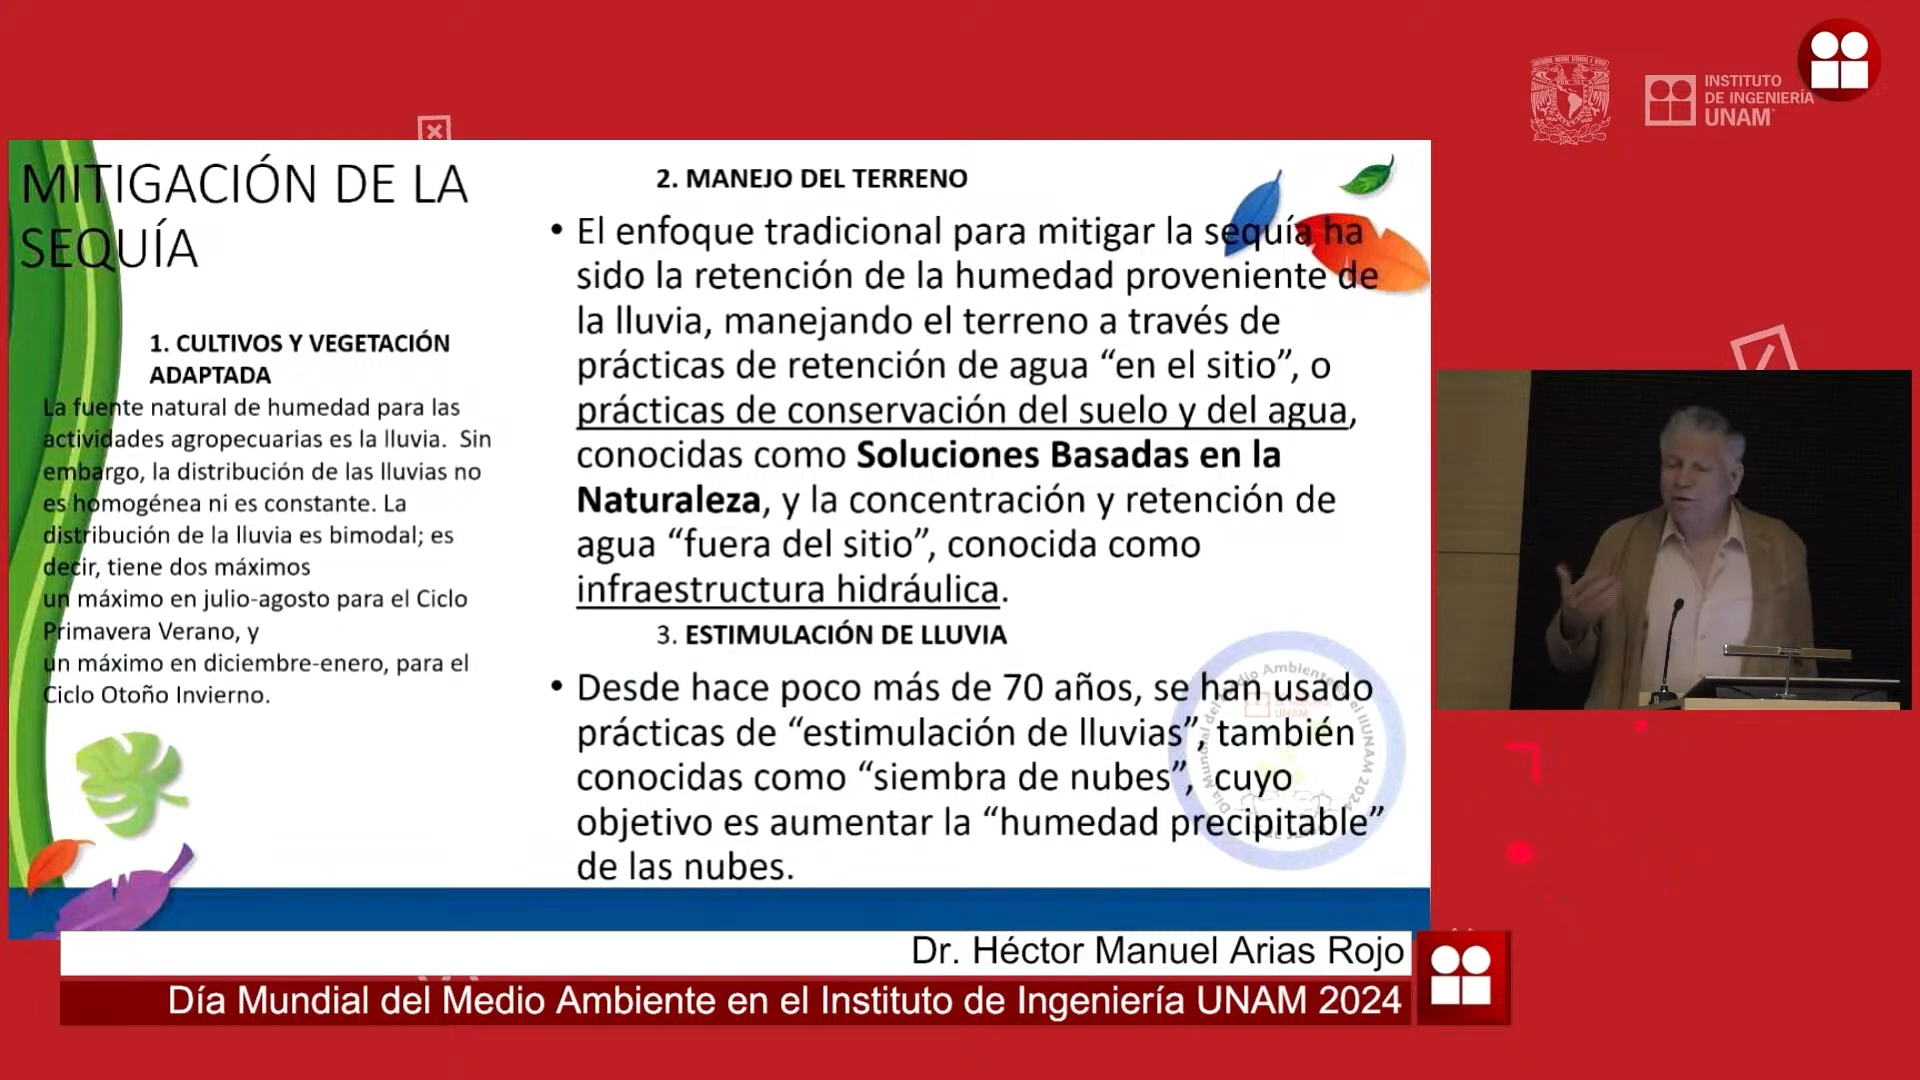 INSTITUTO
DE INGENIERÍA
UNAM
MITIGACIÓN DE LA
SEQUÍA
1. CULTIVOS Y VEGETACIÓN
ADAPTADA
La fuente natural de humedad para las
actividades agropecuarias es la lluvia. Sin
embargo, la distribución de las lluvias no
es homogénea ni es constante. La
distribución de la lluvia es bimodal; es
decir, tiene dos máximos
un máximo en julio-agosto para el Ciclo
Primavera Verano, y
un máximo en diciembre-enero, para el
Ciclo Otoño Invierno.
2. MANEJO DEL TERRENO
• El enfoque tradicional para mitigar la sequía ha
sido la retención de la humedad proveniente de
la lluvia, manejando el terreno a través de
prácticas de retención de agua “en el sitio”, o
prácticas de conservación del suelo y del agua,
conocidas como Soluciones Basadas en la
Naturaleza, y la concentración y retención de
agua “fuera del sitio”, conocida como
infraestructura hidráulica.
3. ESTIMULACIÓN DE LLUVIA
• Desde hace poco más de 70 años, se han usado
prácticas de “estimulación de lluvias”, también
conocidas como “siembra de nubes”, cuyo
objetivo es aumentar la “humedad precipitable”
de las nubes.
Día Mundial del Medio Ambiente en el IIUNAM 2024
Dr. Héctor Manuel Arias Rojo
Día Mundial del Medio Ambiente en el Instituto de Ingeniería UNAM 2024